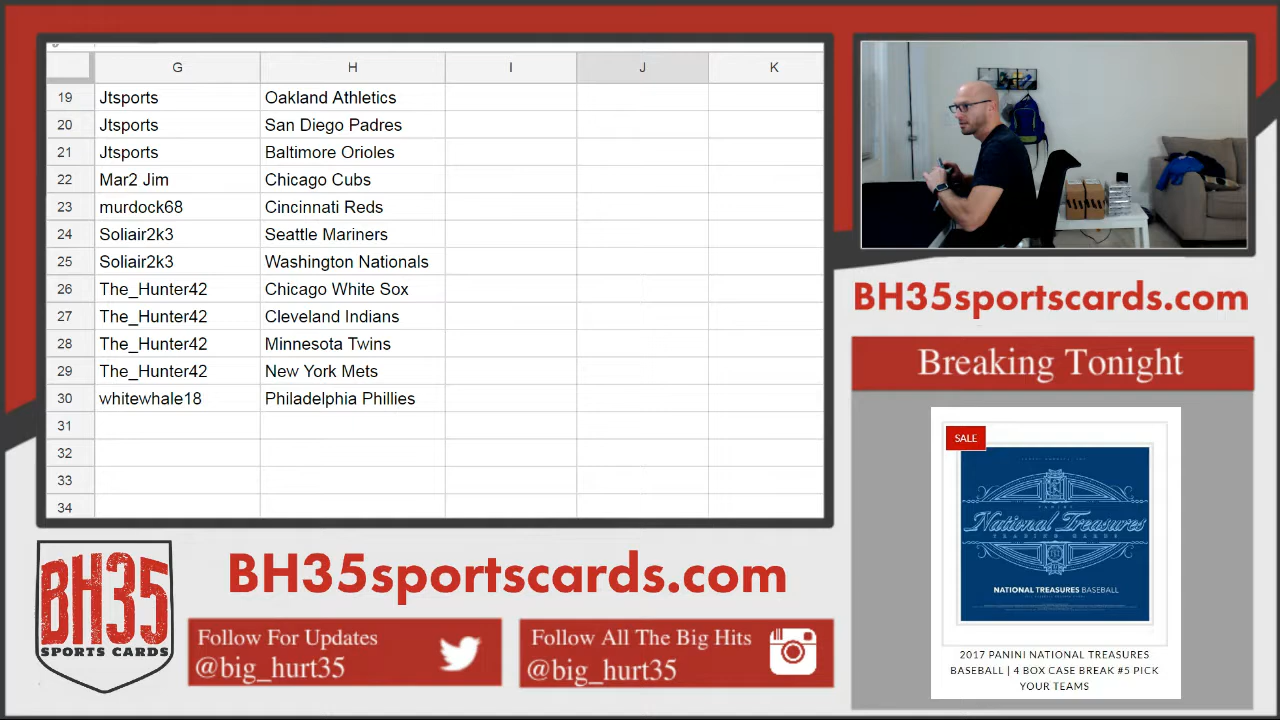 G H I J K
19 Jtsports Oakland Athletics
20 Jtsports San Diego Padres
21 Jtsports Baltimore Orioles
22 Mar2 Jim Chicago Cubs
23 murdock68 Cincinnati Reds
24 Soliair2k3 Seattle Mariners
25 Soliair2k3 Washington Nationals
26 The_Hunter42 Chicago White Sox
27 The_Hunter42 Cleveland Indians
28 The_Hunter42 Minnesota Twins
29 The_Hunter42 New York Mets
30 whitewhale18 Philadelphia Phillies
31
32
33
34
BH35
SPORTS CARDS
BH35sportscards.com
Follow For Updates
@big_hurt35
Follow All The Big Hits
@big_hurt35
BH35sportscards.com
Breaking Tonight
SALE
PANINI
National Treasures
TRADING CARDS
NATIONAL TREASURES BASEBALL
2017 PANINI NATIONAL TREASURES
BASEBALL | 4 BOX CASE BREAK #5 PICK
YOUR TEAMS